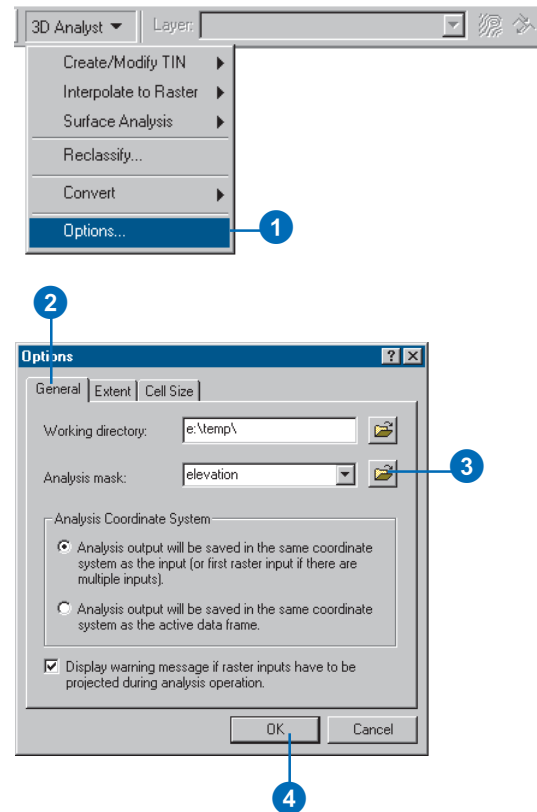 3D Analyst Layer:
Create/Modify TIN
Interpolate to Raster
Surface Analysis
Reclassify...
Convert
Options...
1
2
Options
General Extent Cell Size
Working directory: e:\temp\
Analysis mask: elevation
3
Analysis Coordinate System
Analysis output will be saved in the same coordinate
system as the input (or first raster input if there are
multiple inputs).
Analysis output will be saved in the same coordinate
system as the active data frame.
Display warning message if raster inputs have to be
projected during analysis operation.
OK Cancel
4